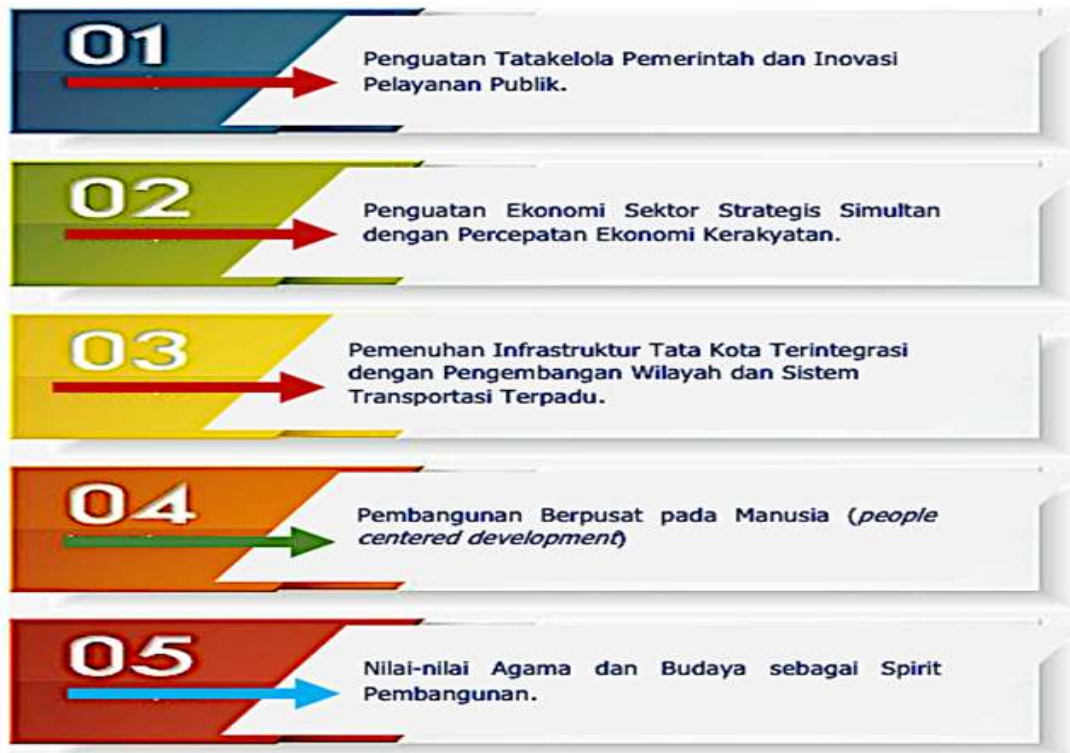 01
Penguatan Tatakelola Pemerintah dan Inovasi
Pelayanan Publik.
02
Penguatan Ekonomi Sektor Strategis Simultan
dengan Percepatan Ekonomi Kerakyatan.
03
Pemenuhan Infrastruktur Tata Kota Terintegrasi
dengan Pengembangan Wilayah dan Sistem
Transportasi Terpadu.
04
Pembangunan Berpusat pada Manusia (people
centered development)
05
Nilai-nilai Agama dan Budaya sebagai Spirit
Pembangunan.